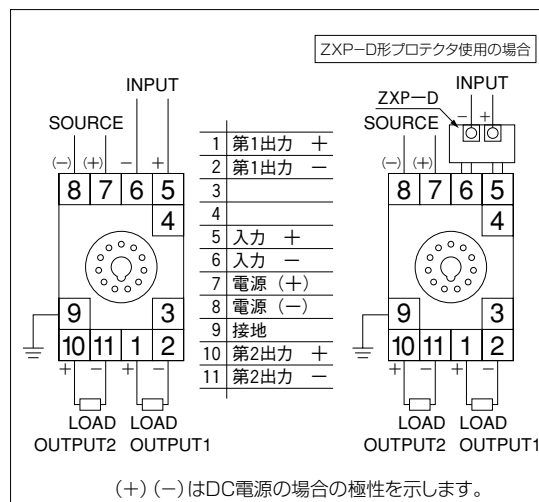 ZXP－D形プロテクタ使用の場合
INPUT
SOURCE
(−) (+) − +
8 7 6 5
4
9 3
10 11 1 2
+ − + −
LOAD LOAD
OUTPUT2 OUTPUT1
1 第1出力 ＋
2 第1出力 −
3
4
5 入力 ＋
6 入力 −
7 電源（＋）
8 電源（−）
9 接地
10 第2出力 ＋
11 第2出力 −
INPUT
ZXP－D
− +
SOURCE
(−) (+)
8 7 6 5
4
9 3
10 11 1 2
+ − + −
LOAD LOAD
OUTPUT2 OUTPUT1
（＋）（−）はDC電源の場合の極性を示します。